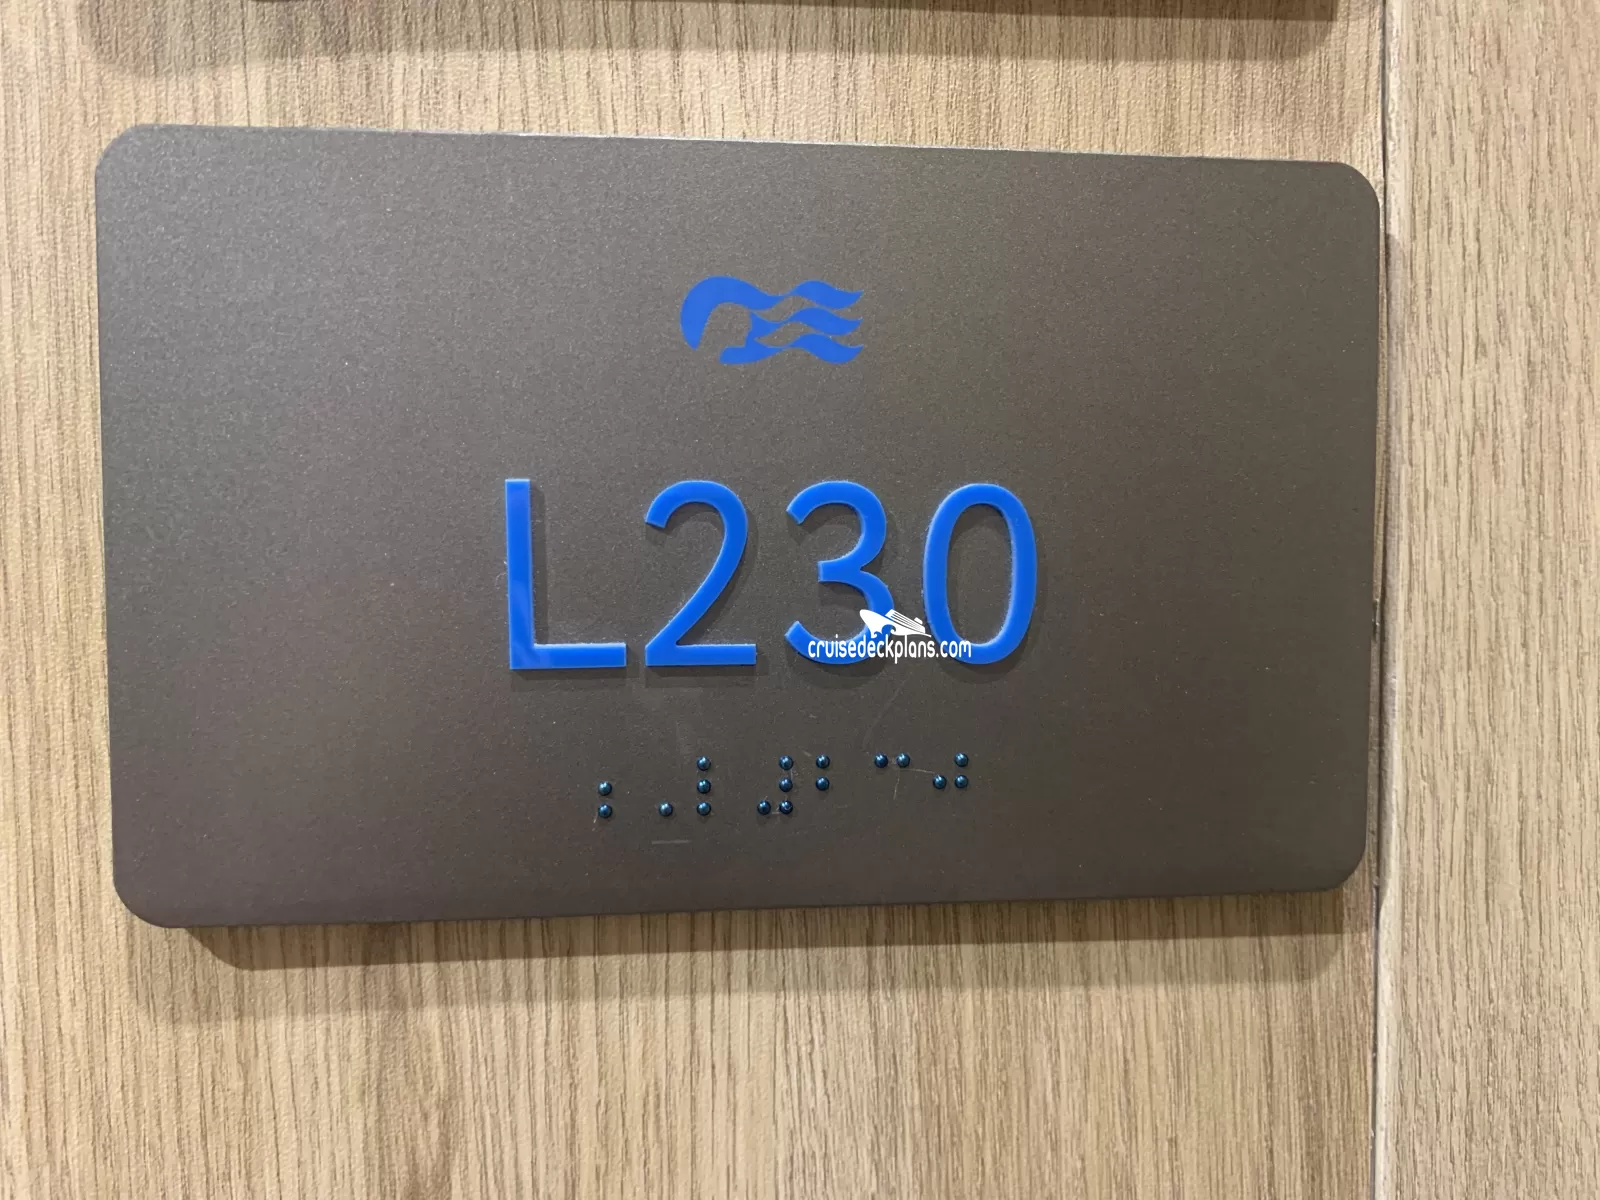 L230
cruisedeckplans.com
⠰⠠⠇⠼⠃⠉⠚